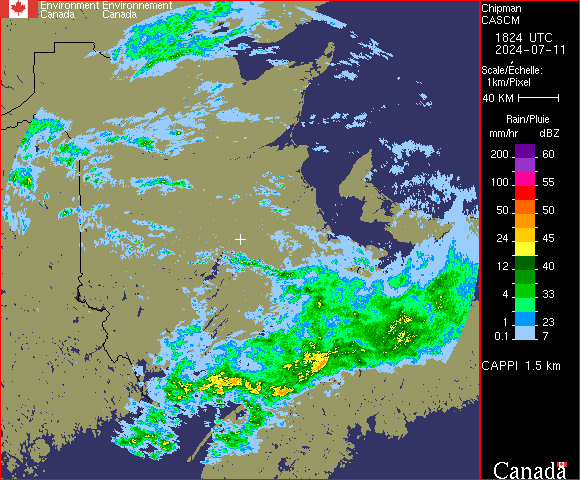 Environment Environnement
Canada Canada
Chipman
CASCM
1824 UTC
2024-07-11
Scale/Échelle:
1km/Pixel
40 KM
Rain/Pluie
mm/hr dBZ
200 60
100 55
50 50
24 45
12 40
4 33
1 23
0.1 7
CAPPI 1.5 km
Canada